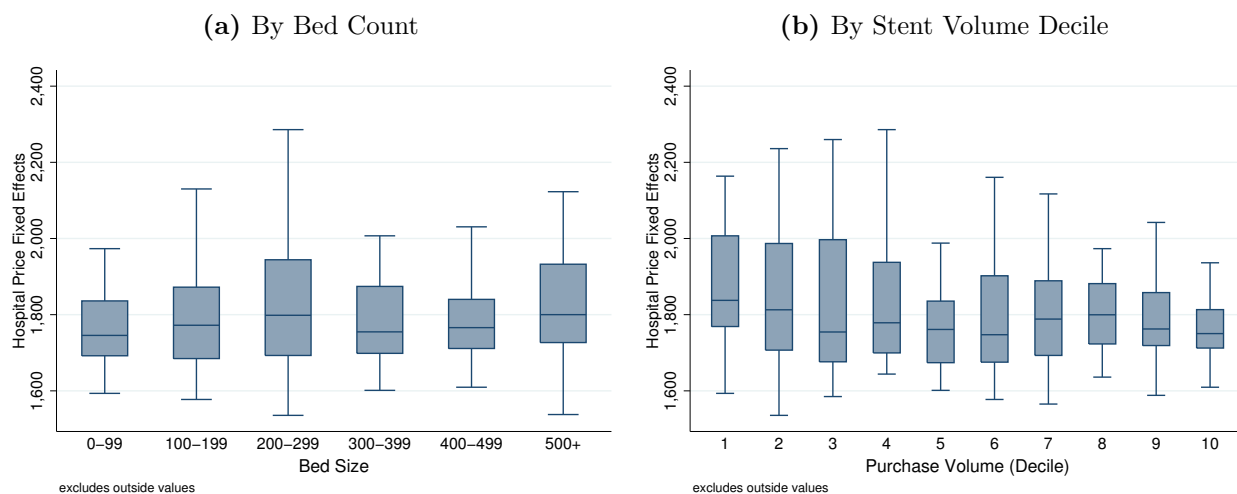 (a) By Bed Count
Hospital Price Fixed Effects
2,400
2,200
2,000
1,800
1,600
0−99 100−199 200−299 300−399 400−499 500+
Bed Size
excludes outside values
(b) By Stent Volume Decile
Hospital Price Fixed Effects
2,400
2,200
2,000
1,800
1,600
1 2 3 4 5 6 7 8 9 10
Purchase Volume (Decile)
excludes outside values